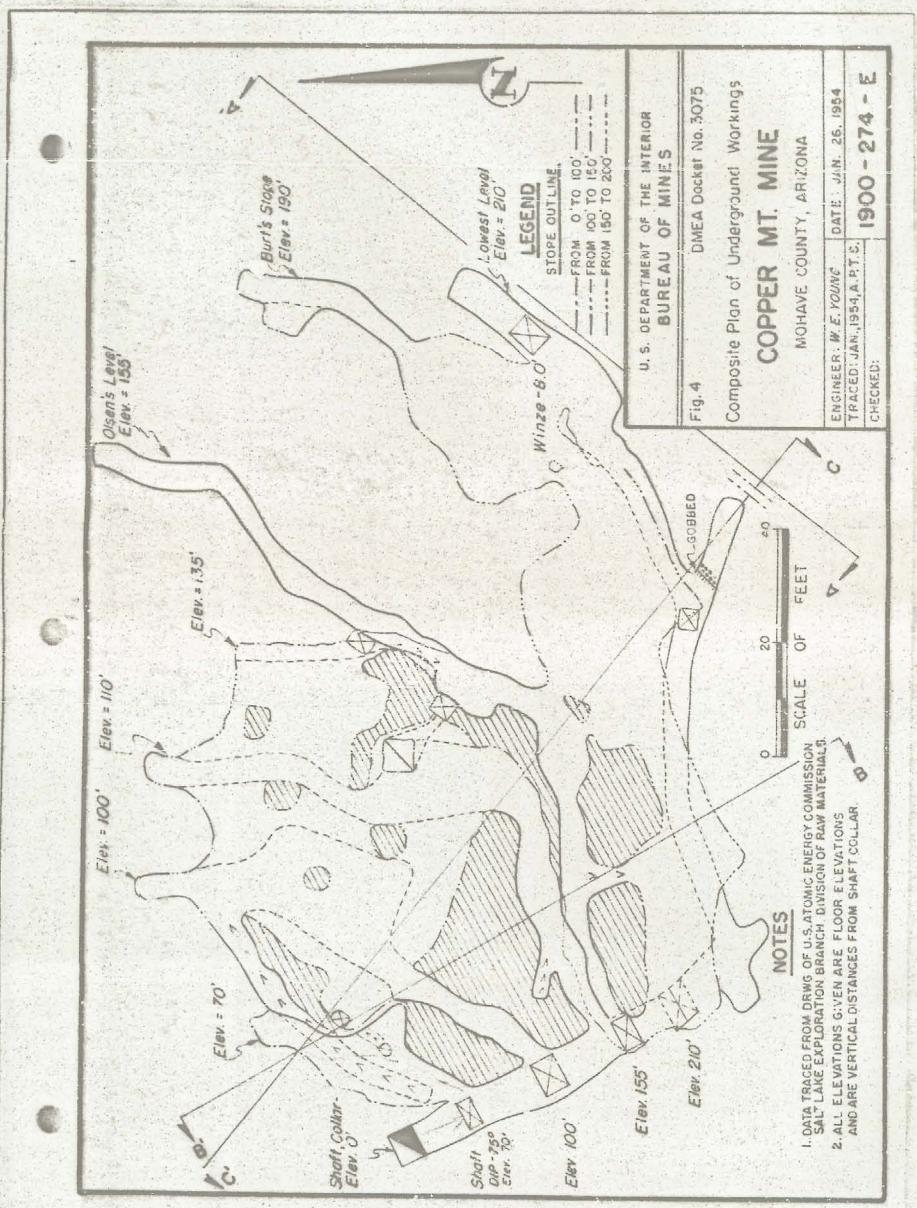 Shaft, Collar-
Elev. 0'
Shaft
DIP-75°
Elev. 70'
Elev 100'
Elev. 155'
Elev. 210'
Elev. = 70'
Elev. = 100'
Elev. = 110'
Elev. = 135'
Olsen's Level
Elev. = 155'
Burt's Stope
Elev. = 190'
Lowest Level
Elev. = 210'
Winze -8.0'
GOBBED
A'
B'
C'
A
B
C
N
LEGEND
STOPE OUTLINE
FROM 0' TO 100'
FROM 100' TO 150'
FROM 150' TO 200'
0 20 40
SCALE OF FEET
NOTES
1. DATA TRACED FROM DRWG OF U.S. ATOMIC ENERGY COMMISSION
SALT LAKE EXPLORATION BRANCH DIVISION OF RAW MATERIALS.
2. ALL ELEVATIONS GIVEN ARE FLOOR ELEVATIONS
AND ARE VERTICAL DISTANCES FROM SHAFT COLLAR
U. S. DEPARTMENT OF THE INTERIOR
BUREAU OF MINES
Fig. 4 DMEA Docket No. 3075
Composite Plan of Underground Workings
COPPER MT. MINE
MOHAVE COUNTY, ARIZONA
ENGINEER: W. E. YOUNG DATE JAN. 26, 1954
TRACED: JAN., 1954, A.P.T.S.
CHECKED:
1900-274-E